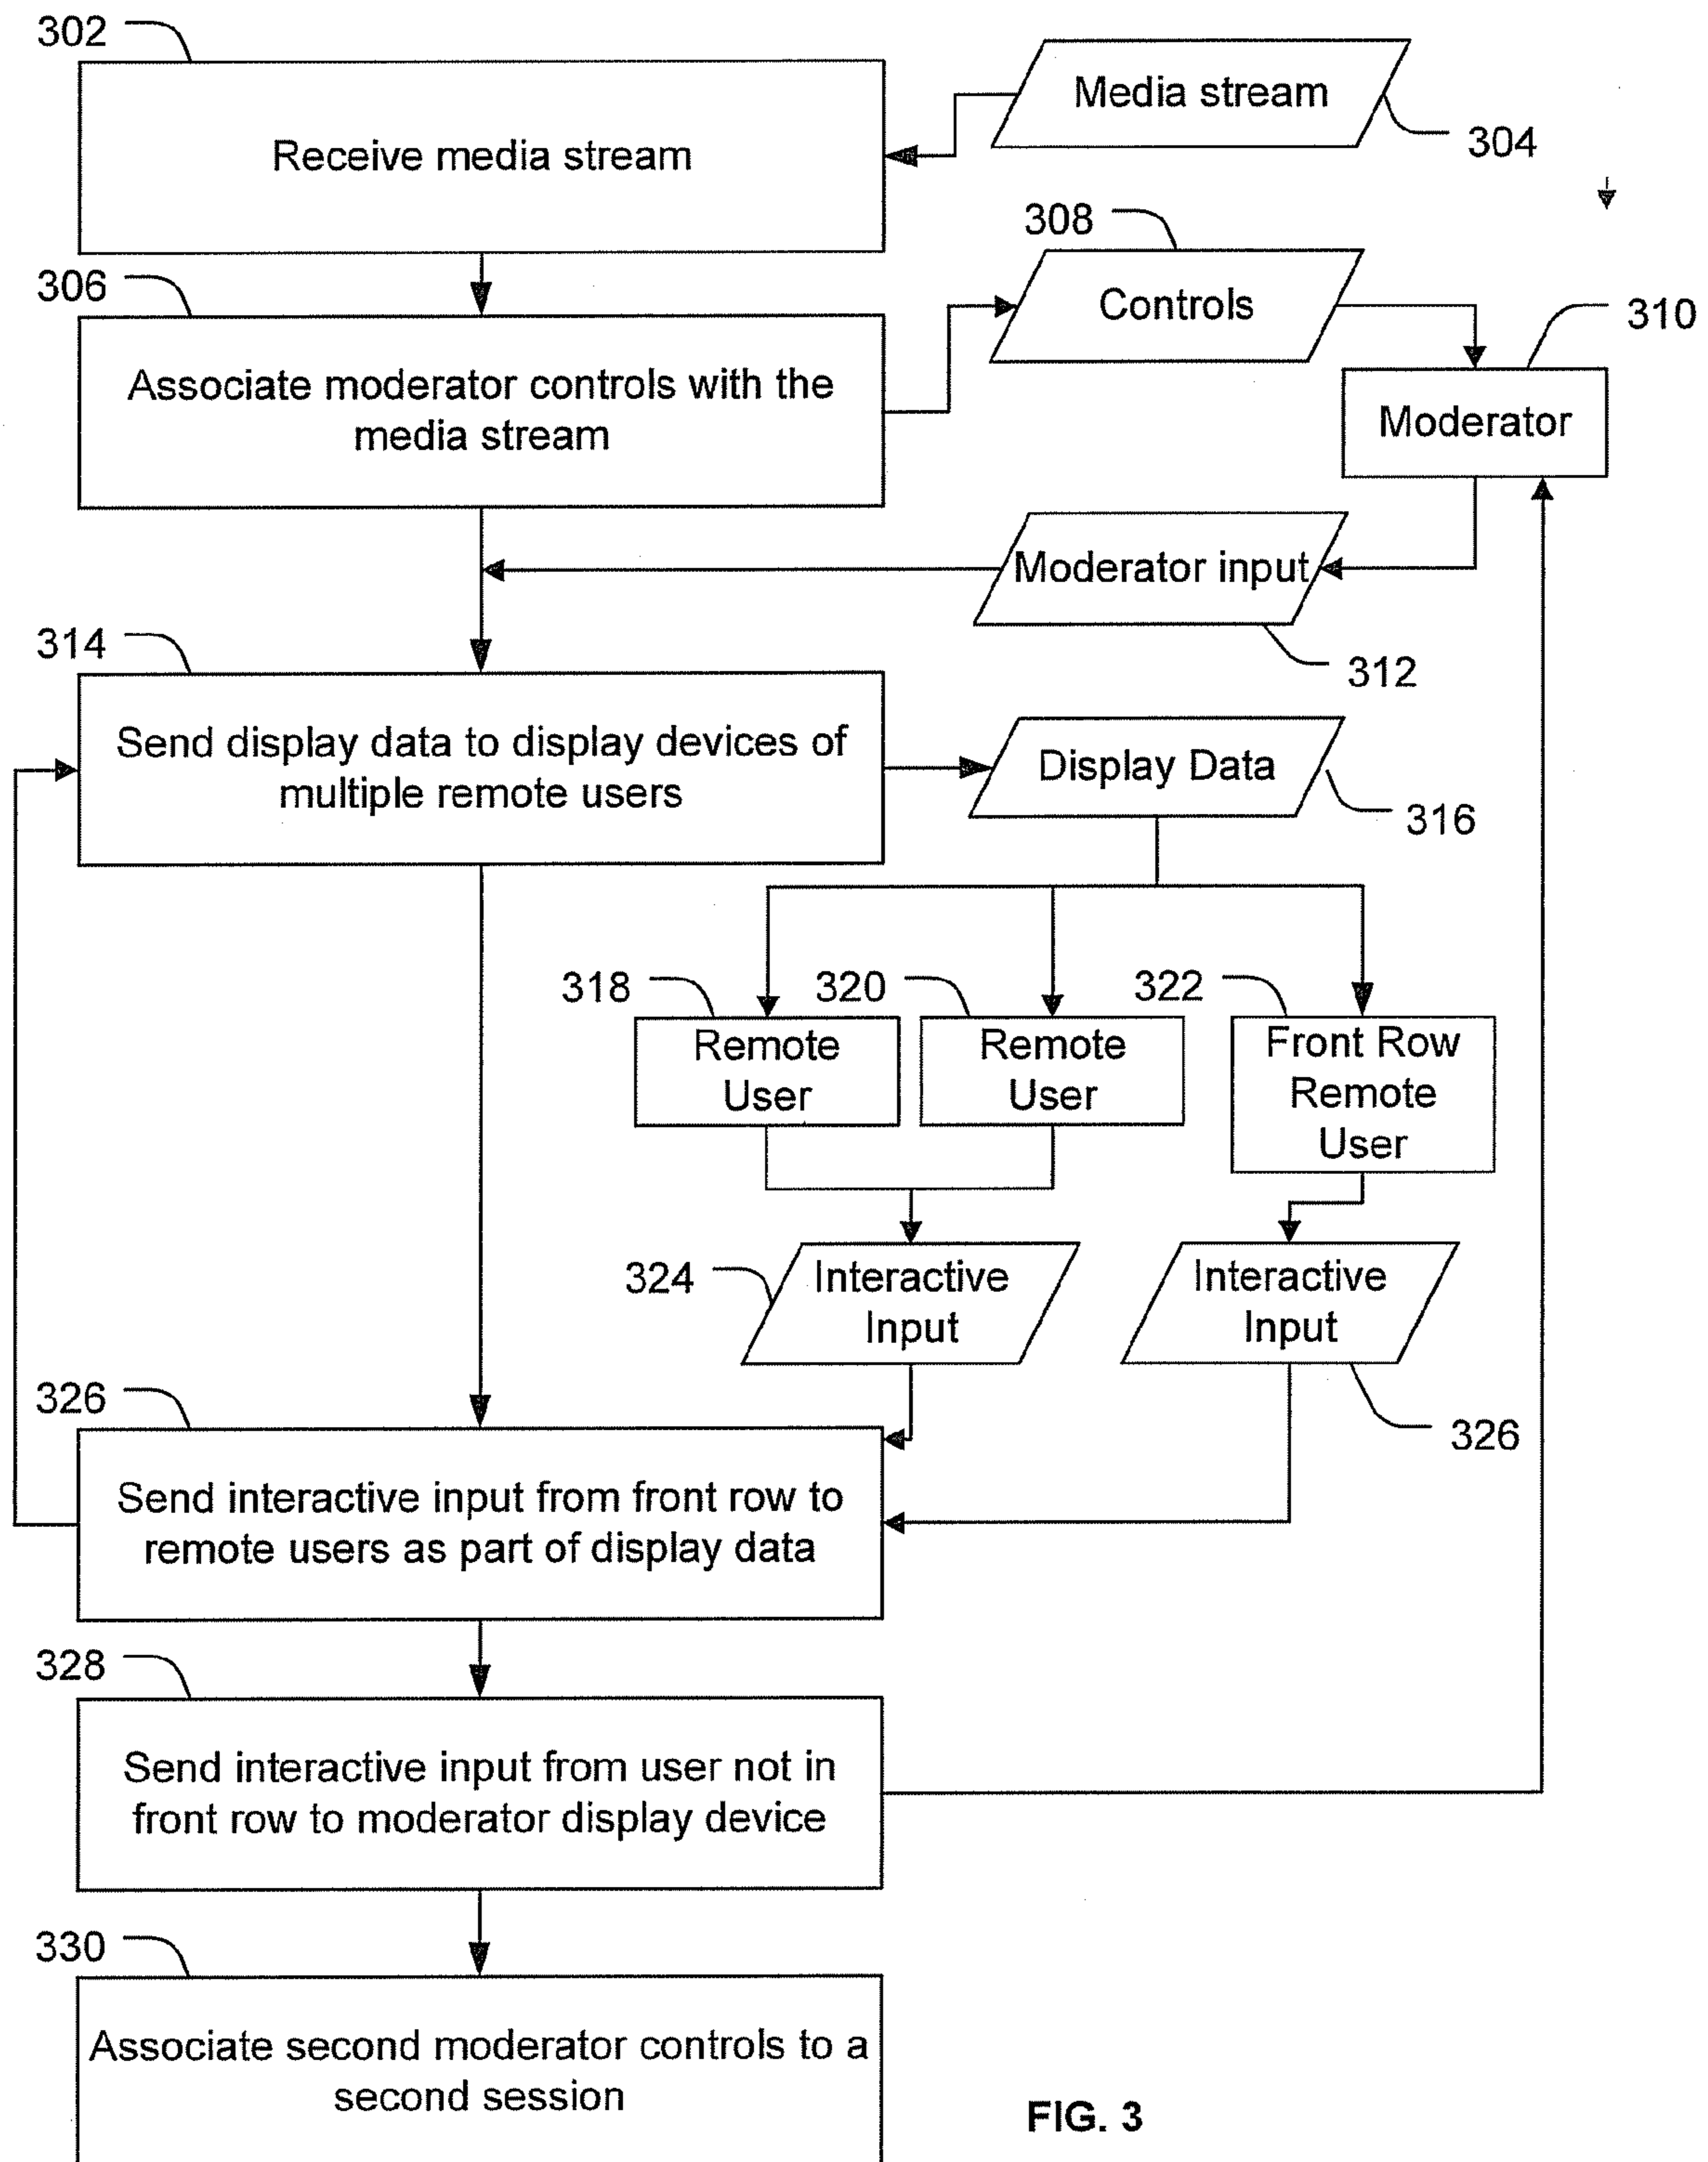 302
Media stream
304
Receive media stream
308
Controls
310
306
Associate moderator controls with the
media stream
Moderator
Moderator input
312
314
Send display data to display devices of
multiple remote users
Display Data
316
318
320
322
Remote
User
Remote
User
Front Row
Remote
User
324
Interactive
Input
Interactive
Input
326
326
Send interactive input from front row to
remote users as part of display data
328
Send interactive input from user not in
front row to moderator display device
330
Associate second moderator controls to a
second session
FIG. 3